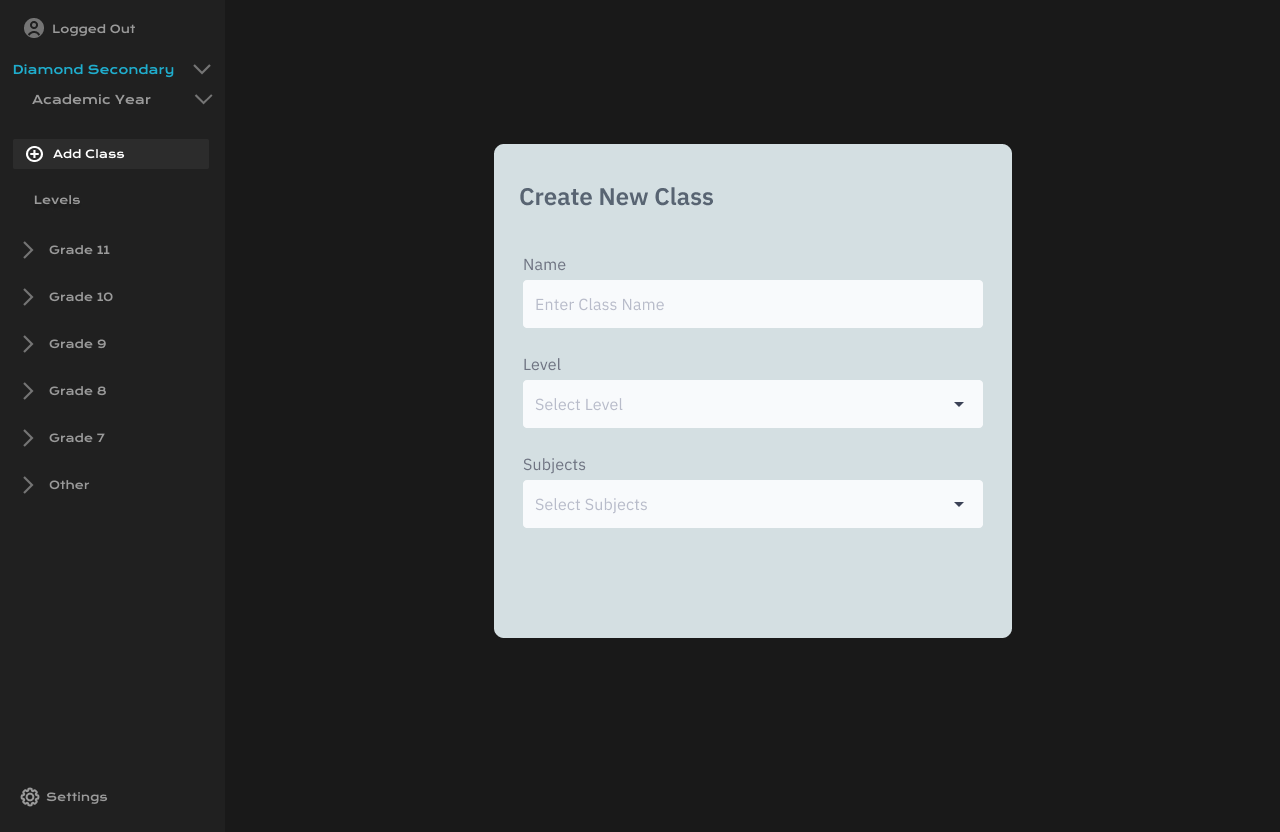 Logged Out
Diamond Secondary
Academic Year
Add Class
Levels
Grade 11
Grade 10
Grade 9
Grade 8
Grade 7
Other
Settings
Create New Class
Name
Enter Class Name
Level
Select Level
Subjects
Select Subjects